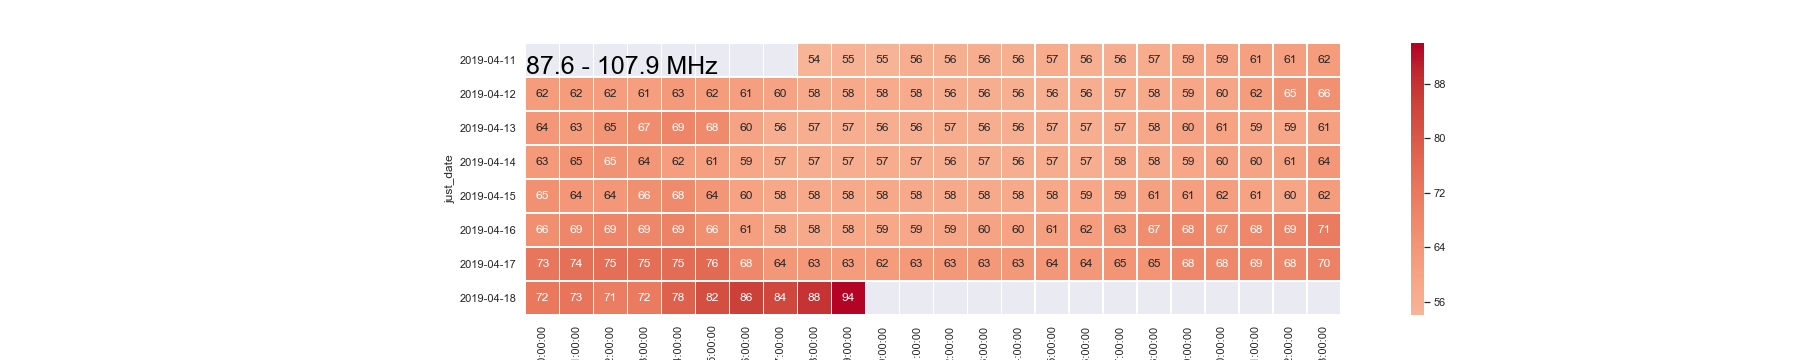 87.6 - 107.9 MHz
just_date
2019-04-11 54 55 55 56 56 56 56 57 56 56 57 59 59 61 61 62
2019-04-12 62 62 62 61 63 62 61 60 58 58 58 58 56 56 56 56 56 57 58 59 60 62 65 66
2019-04-13 64 63 65 67 69 68 60 56 57 57 56 56 57 56 56 57 57 57 58 60 61 59 59 61
2019-04-14 63 65 65 64 62 61 59 57 57 57 57 57 56 57 56 57 57 58 58 59 60 60 61 64
2019-04-15 65 64 64 66 68 64 60 58 58 58 58 58 58 58 58 58 59 59 61 61 62 61 60 62
2019-04-16 66 69 69 69 69 66 61 58 58 58 59 59 59 60 60 61 62 63 67 68 67 68 69 71
2019-04-17 73 74 75 75 75 76 68 64 63 63 62 63 63 63 63 64 64 65 65 68 68 69 68 70
2019-04-18 72 73 71 72 78 82 86 84 88 94
88
80
72
64
56